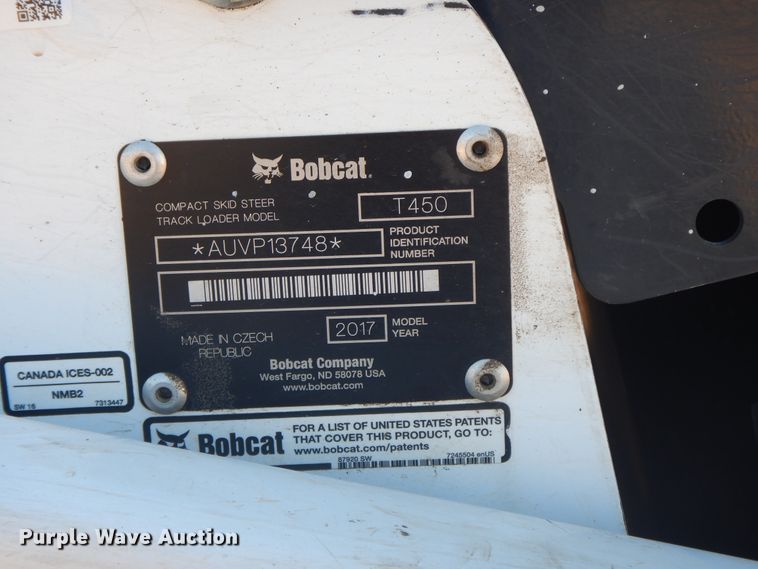 Bobcat
COMPACT SKID STEER
TRACK LOADER MODEL
T450
*AUVP13748*
PRODUCT
IDENTIFICATION
NUMBER
MADE IN CZECH
REPUBLIC
2017
MODEL
YEAR
Bobcat Company
West Fargo, ND 58078 USA
www.bobcat.com
CANADA ICES-002
NMB2
SW 16 7313447
Bobcat
FOR A LIST OF UNITED STATES PATENTS
THAT COVER THIS PRODUCT, GO TO:
www.bobcat.com/patents
87920 SW 7245504 enUS
Purple Wave Auction